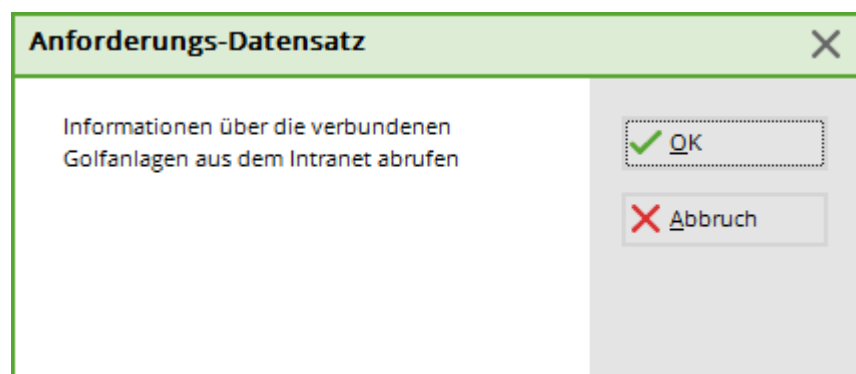 Anforderungs-Datensatz
Informationen über die verbundenen
Golfanlagen aus dem Intranet abrufen
OK
Abbruch